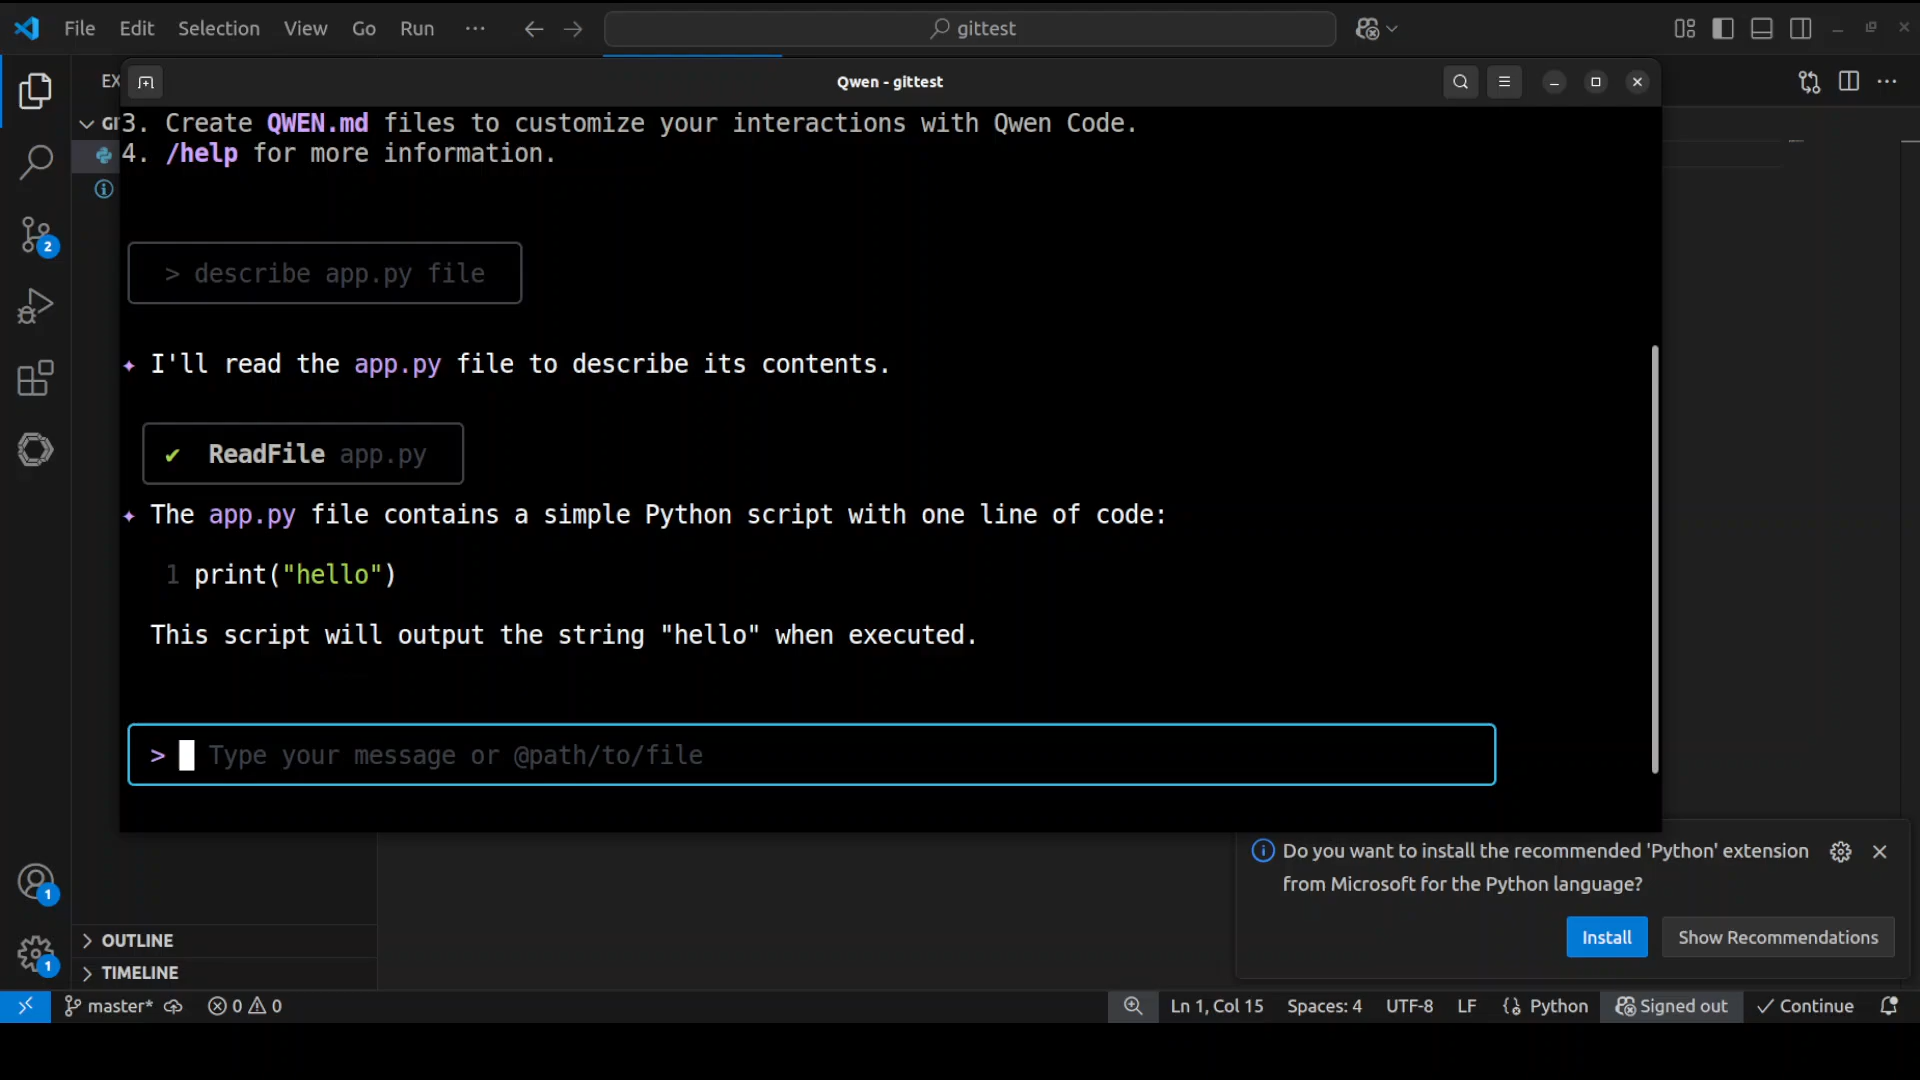 File Edit Selection View Go Run ··· gittest
EX
Qwen - gittest
GI
3. Create QWEN.md files to customize your interactions with Qwen Code.
4. /help for more information.
> describe app.py file
2
✦ I'll read the app.py file to describe its contents.
✔ ReadFile app.py
✦ The app.py file contains a simple Python script with one line of code:
1 print("hello")
This script will output the string "hello" when executed.
> Type your message or @path/to/file
Do you want to install the recommended 'Python' extension
from Microsoft for the Python language?
1
Install Show Recommendations
OUTLINE
1
TIMELINE
master* 0 0 Ln 1, Col 15 Spaces: 4 UTF-8 LF {} Python Signed out ✓ Continue